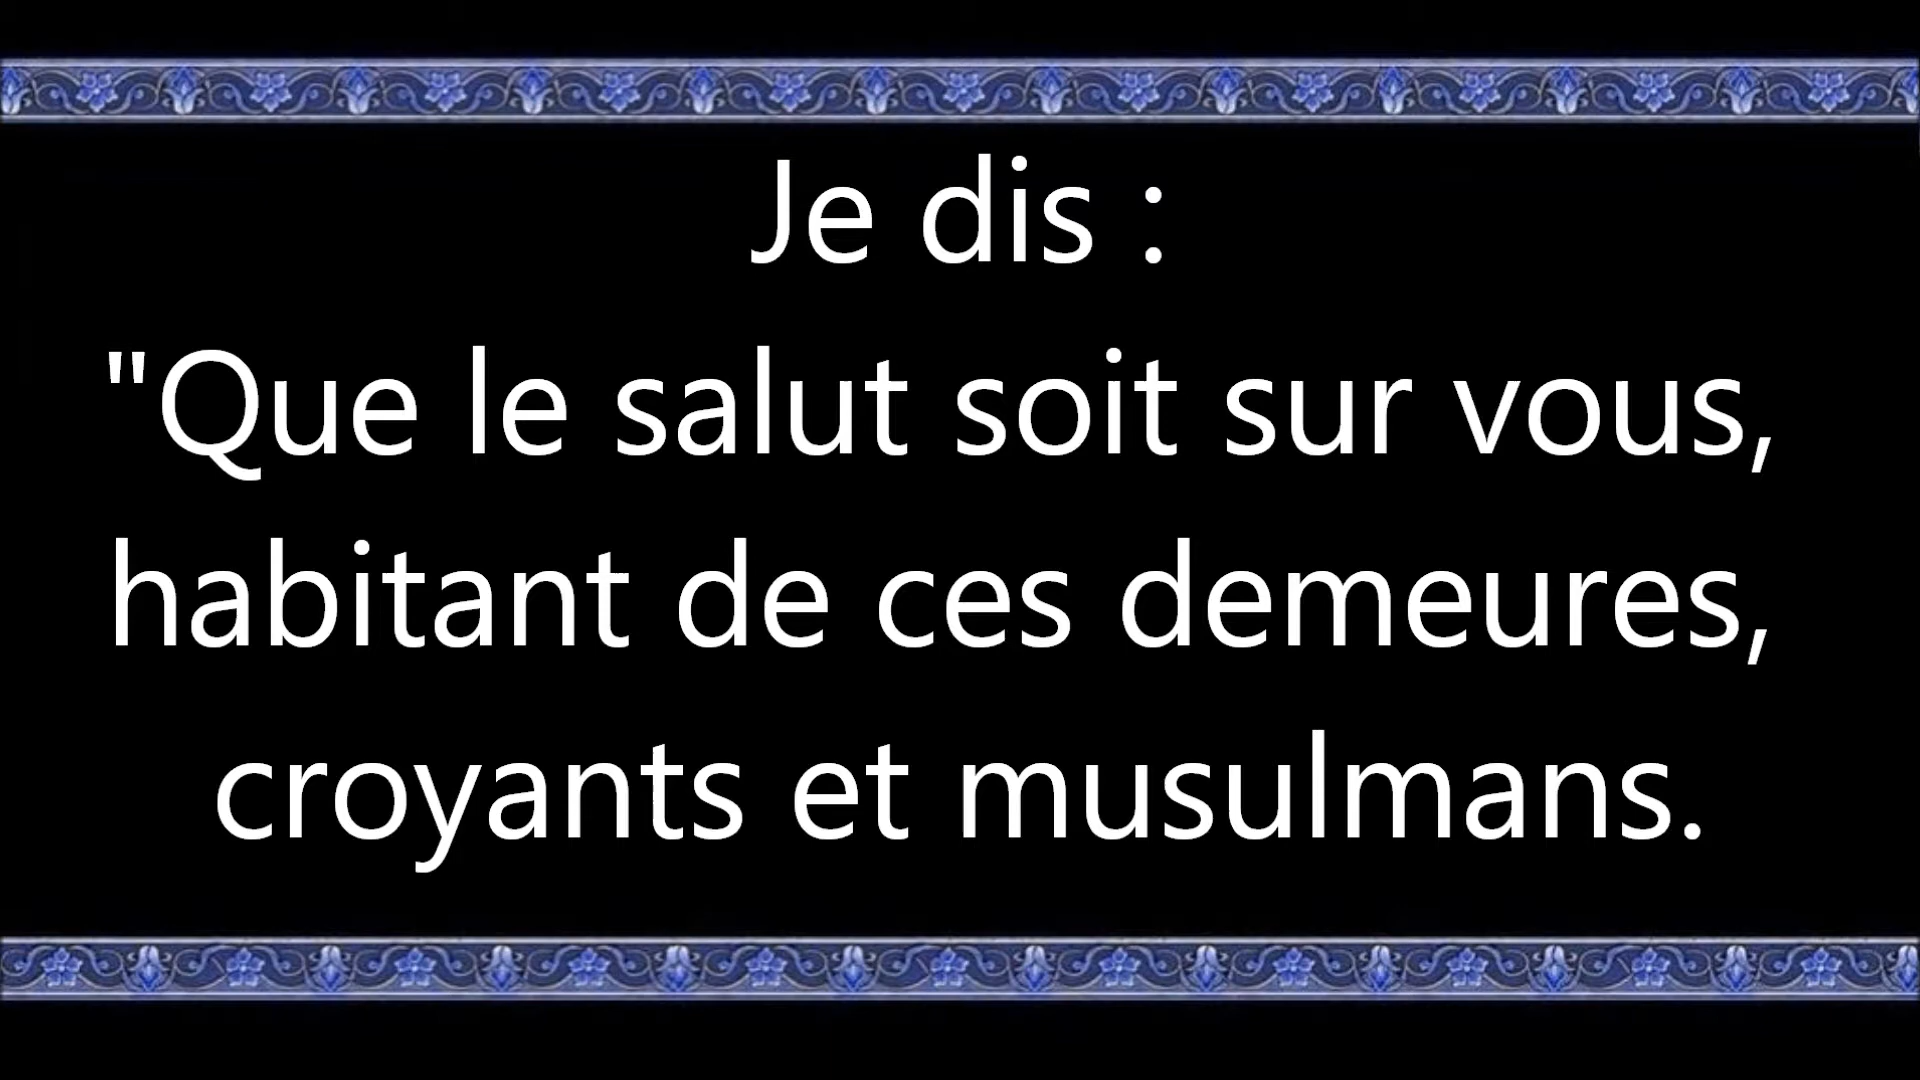 Je dis :
"Que le salut soit sur vous,
habitant de ces demeures,
croyants et musulmans.